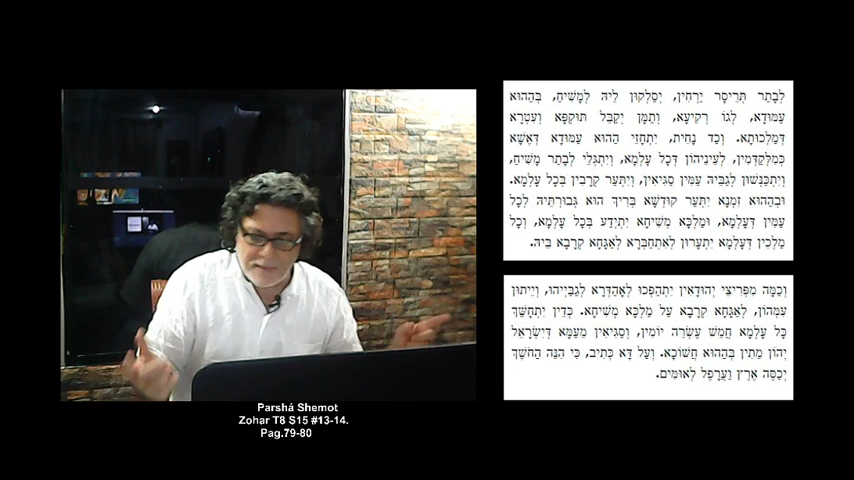 לְבָתַר תְּרֵיסַר יַרְחִין, יְסַלְּקוּן לֵיהּ לְמָשִׁיחַ, בְּהַהוּא
עַמּוּדָא, לְגוֹ רְקִיעָא, וְתַמָּן יְקַבֵּל תּוּקְפָּא וְעִטְרָא
דְּמַלְכוּתָא. וְכַד נָחִית, יִתְחֲזֵי הַהוּא עַמּוּדָא דְּאֶשָּׁא
כְּמִלְּקַדְּמִין, לְעֵינֵיהוֹן דְּכָל עָלְמָא, וְיִתְגְּלֵי לְבָתַר מָשִׁיחַ,
וְיִתְכַּנְּשׁוּן לְגַבֵּיהּ עַמִּין סַגִּיאִין, וְיִתְּעַר קְרָבִין בְּכָל עָלְמָא.
וּבְהַהוּא זִמְנָא יִתְּעַר קוּדְשָׁא בְּרִיךְ הוּא גְּבוּרְתֵּיהּ לְכָל
עַמִּין דְּעָלְמָא, וּמַלְכָּא מְשִׁיחָא יִתְיְדַע בְּכָל עָלְמָא, וְכָל
מַלְכִין דְּעָלְמָא יִתְּעֲרוּן לְאִתְחַבְּרָא לְאַגָּחָא קְרָבָא בֵּיהּ.
וְכַמָּה מִפְּרִיצֵי יְהוּדָאִין יִתְהַפְּכוּ לְאַהְדְּרָא לְגַבַּיְיהוּ, וְיֵיתוּן
עִמְּהוֹן, לְאַגָּחָא קְרָבָא עַל מַלְכָּא מְשִׁיחָא. כְּדֵין יִתְחֲשַּׁךְ
כָּל עָלְמָא חֲמֵשׁ עֲשְׂרֵה יוֹמִין, וְסַגִּיאִין מֵעַמָּא דְּיִשְׂרָאֵל
יְהוֹן מֵתִין בְּהַהוּא חֲשׁוֹכָא. וְעַל דָּא כְּתִיב, כִּי הִנֵּה הַחֹשֶׁךְ
יְכַסֶּה אֶרֶץ וַעֲרָפֶל לְאוּמִּים.
Parshá Shemot
Zohar T8 S15 #13-14.
Pag.79-80